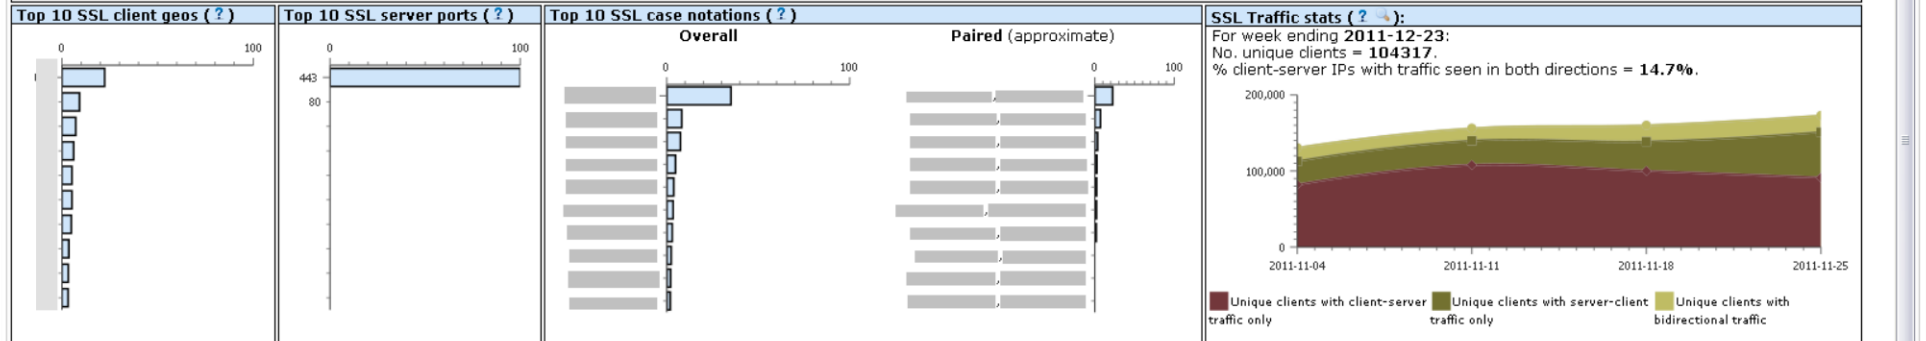 Top 10 SSL client geos ( ? )
0 100
Top 10 SSL server ports ( ? )
0 100
443
80
Top 10 SSL case notations ( ? )
Overall
0 100
Paired (approximate)
0 100
,
,
,
,
,
,
,
,
,
,
SSL Traffic stats ( ? ):
For week ending 2011-12-23:
No. unique clients = 104317.
% client-server IPs with traffic seen in both directions = 14.7%.
200,000
100,000
0
2011-11-04 2011-11-11 2011-11-18 2011-11-25
Unique clients with client-server
traffic only
Unique clients with server-client
traffic only
Unique clients with
bidirectional traffic